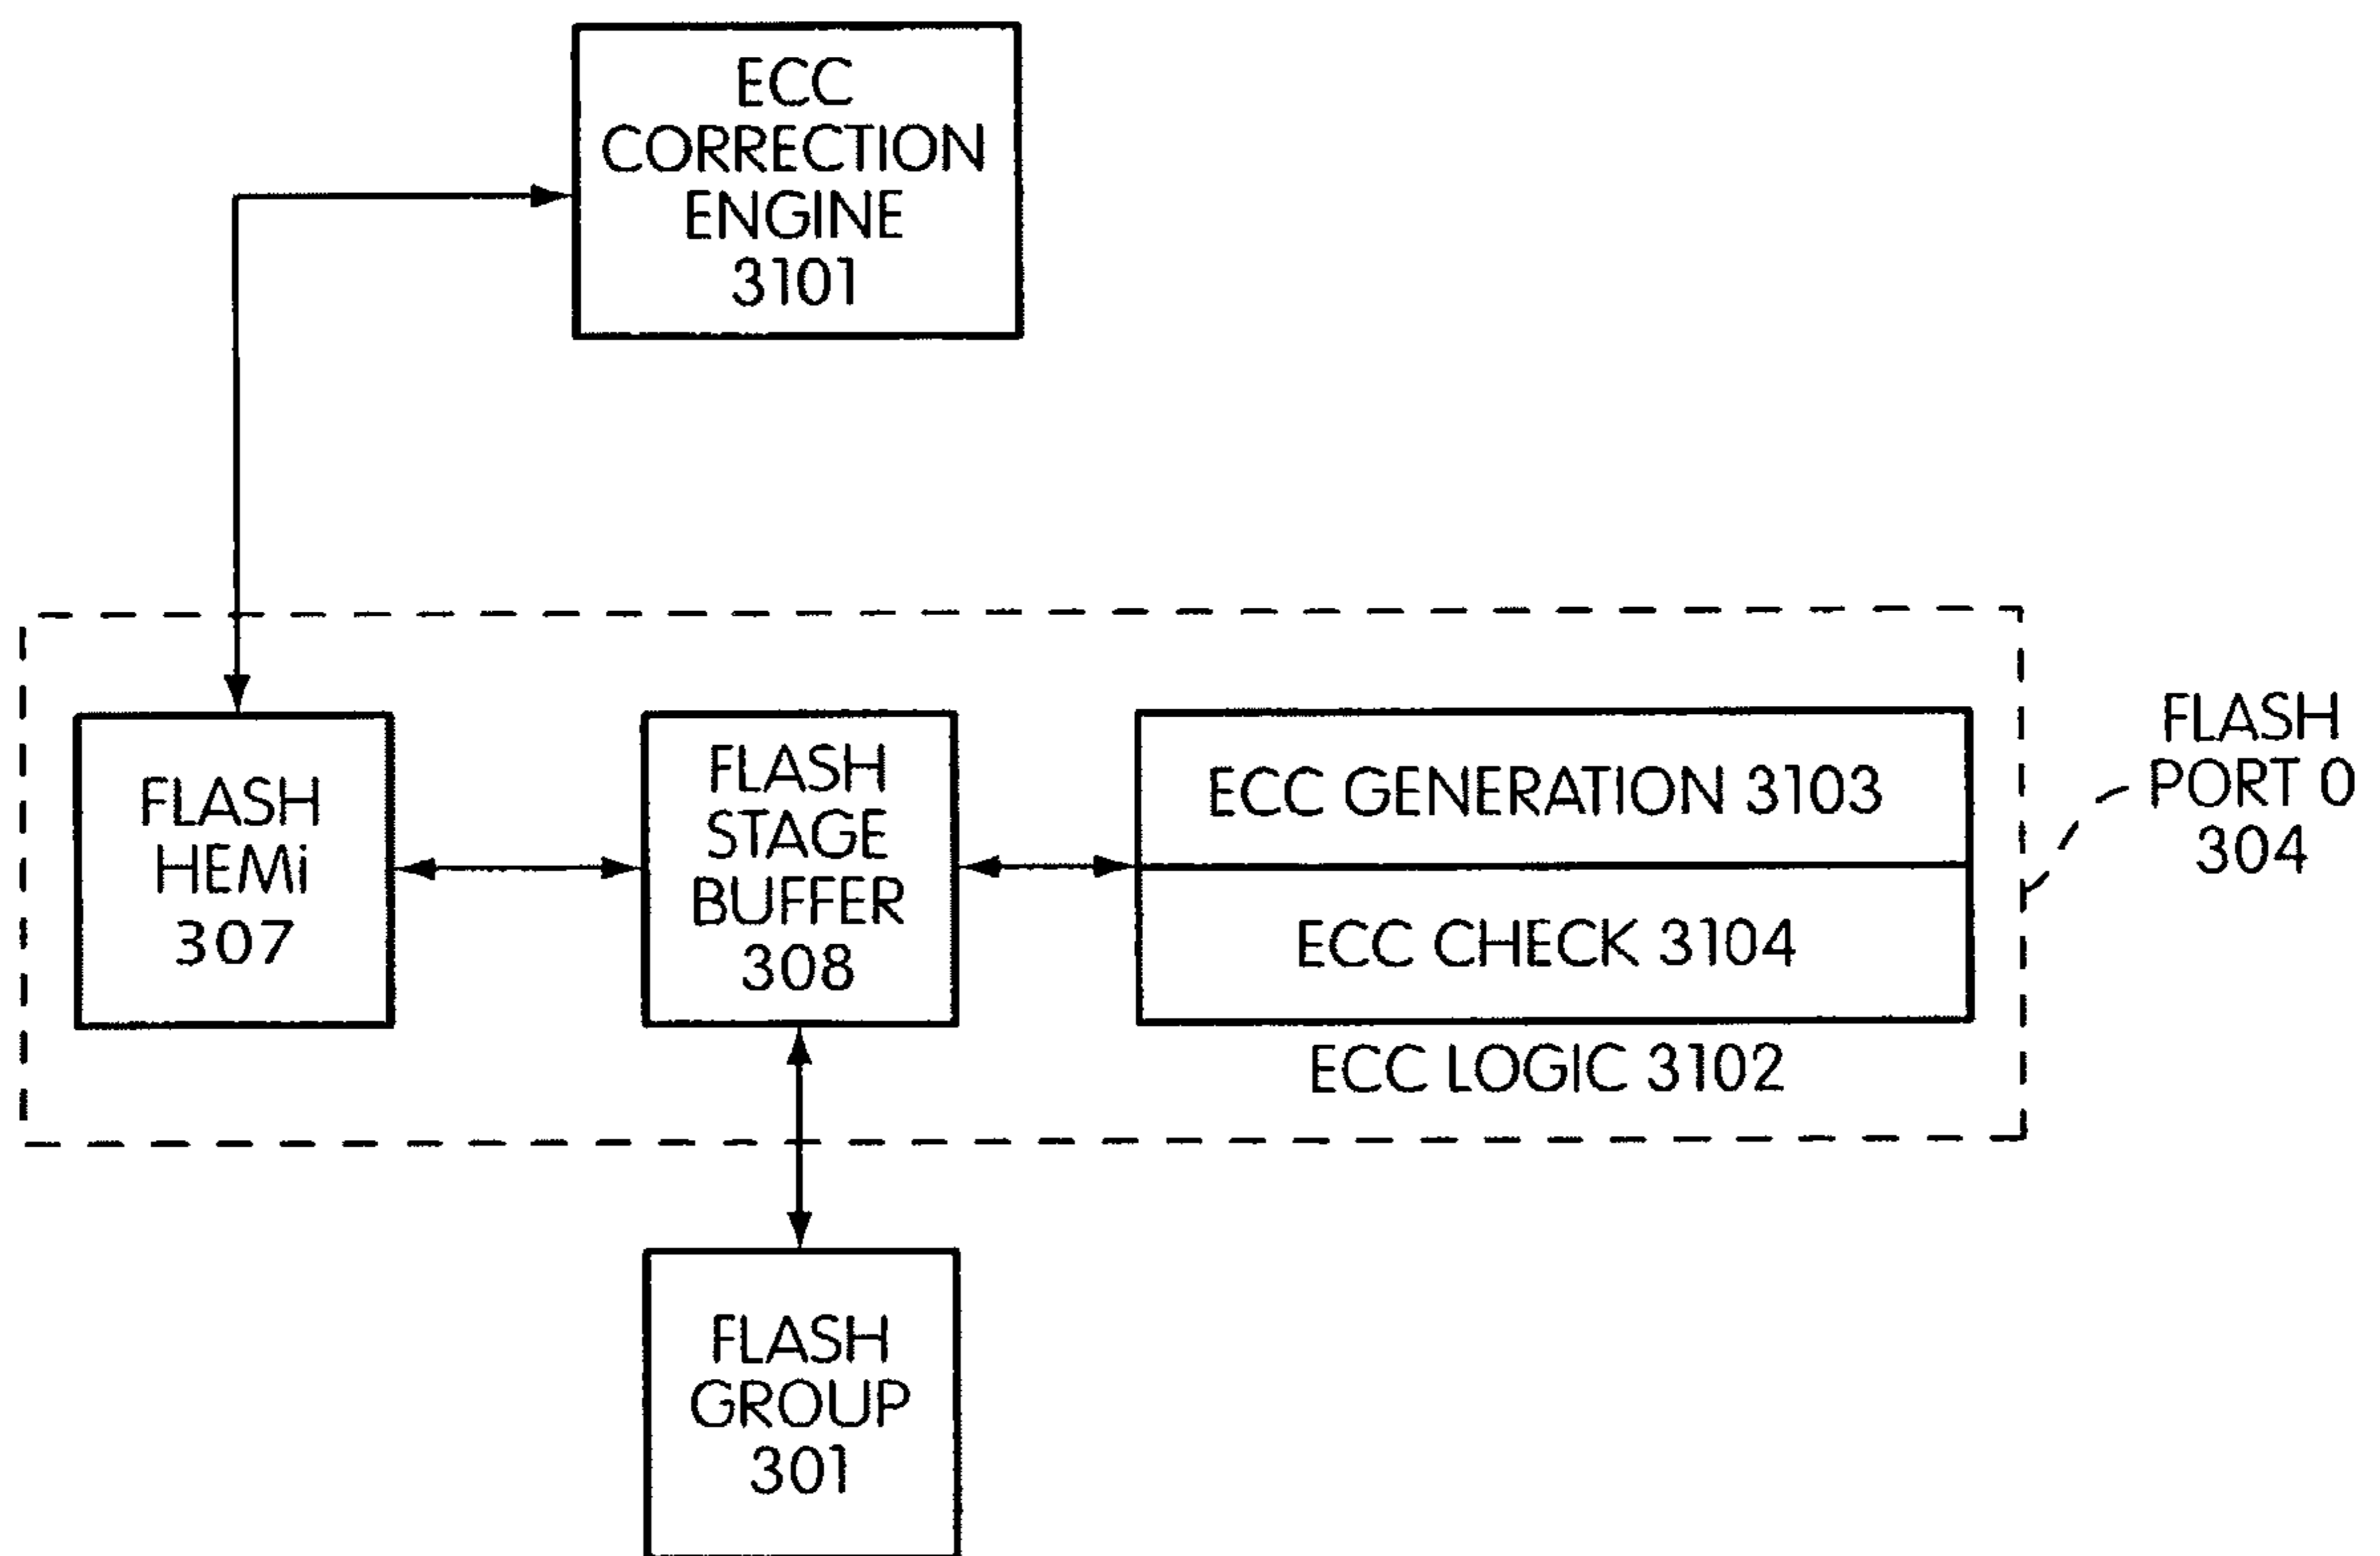 ECC
CORRECTION
ENGINE
3101
FLASH
HEMi
307
FLASH
STAGE
BUFFER
308
ECC GENERATION 3103
ECC CHECK 3104
ECC LOGIC 3102
FLASH
PORT 0
304
FLASH
GROUP
301